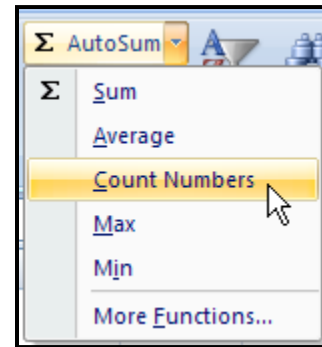 Σ AutoSum
Σ Sum
Average
Count Numbers
Max
Min
More Functions...